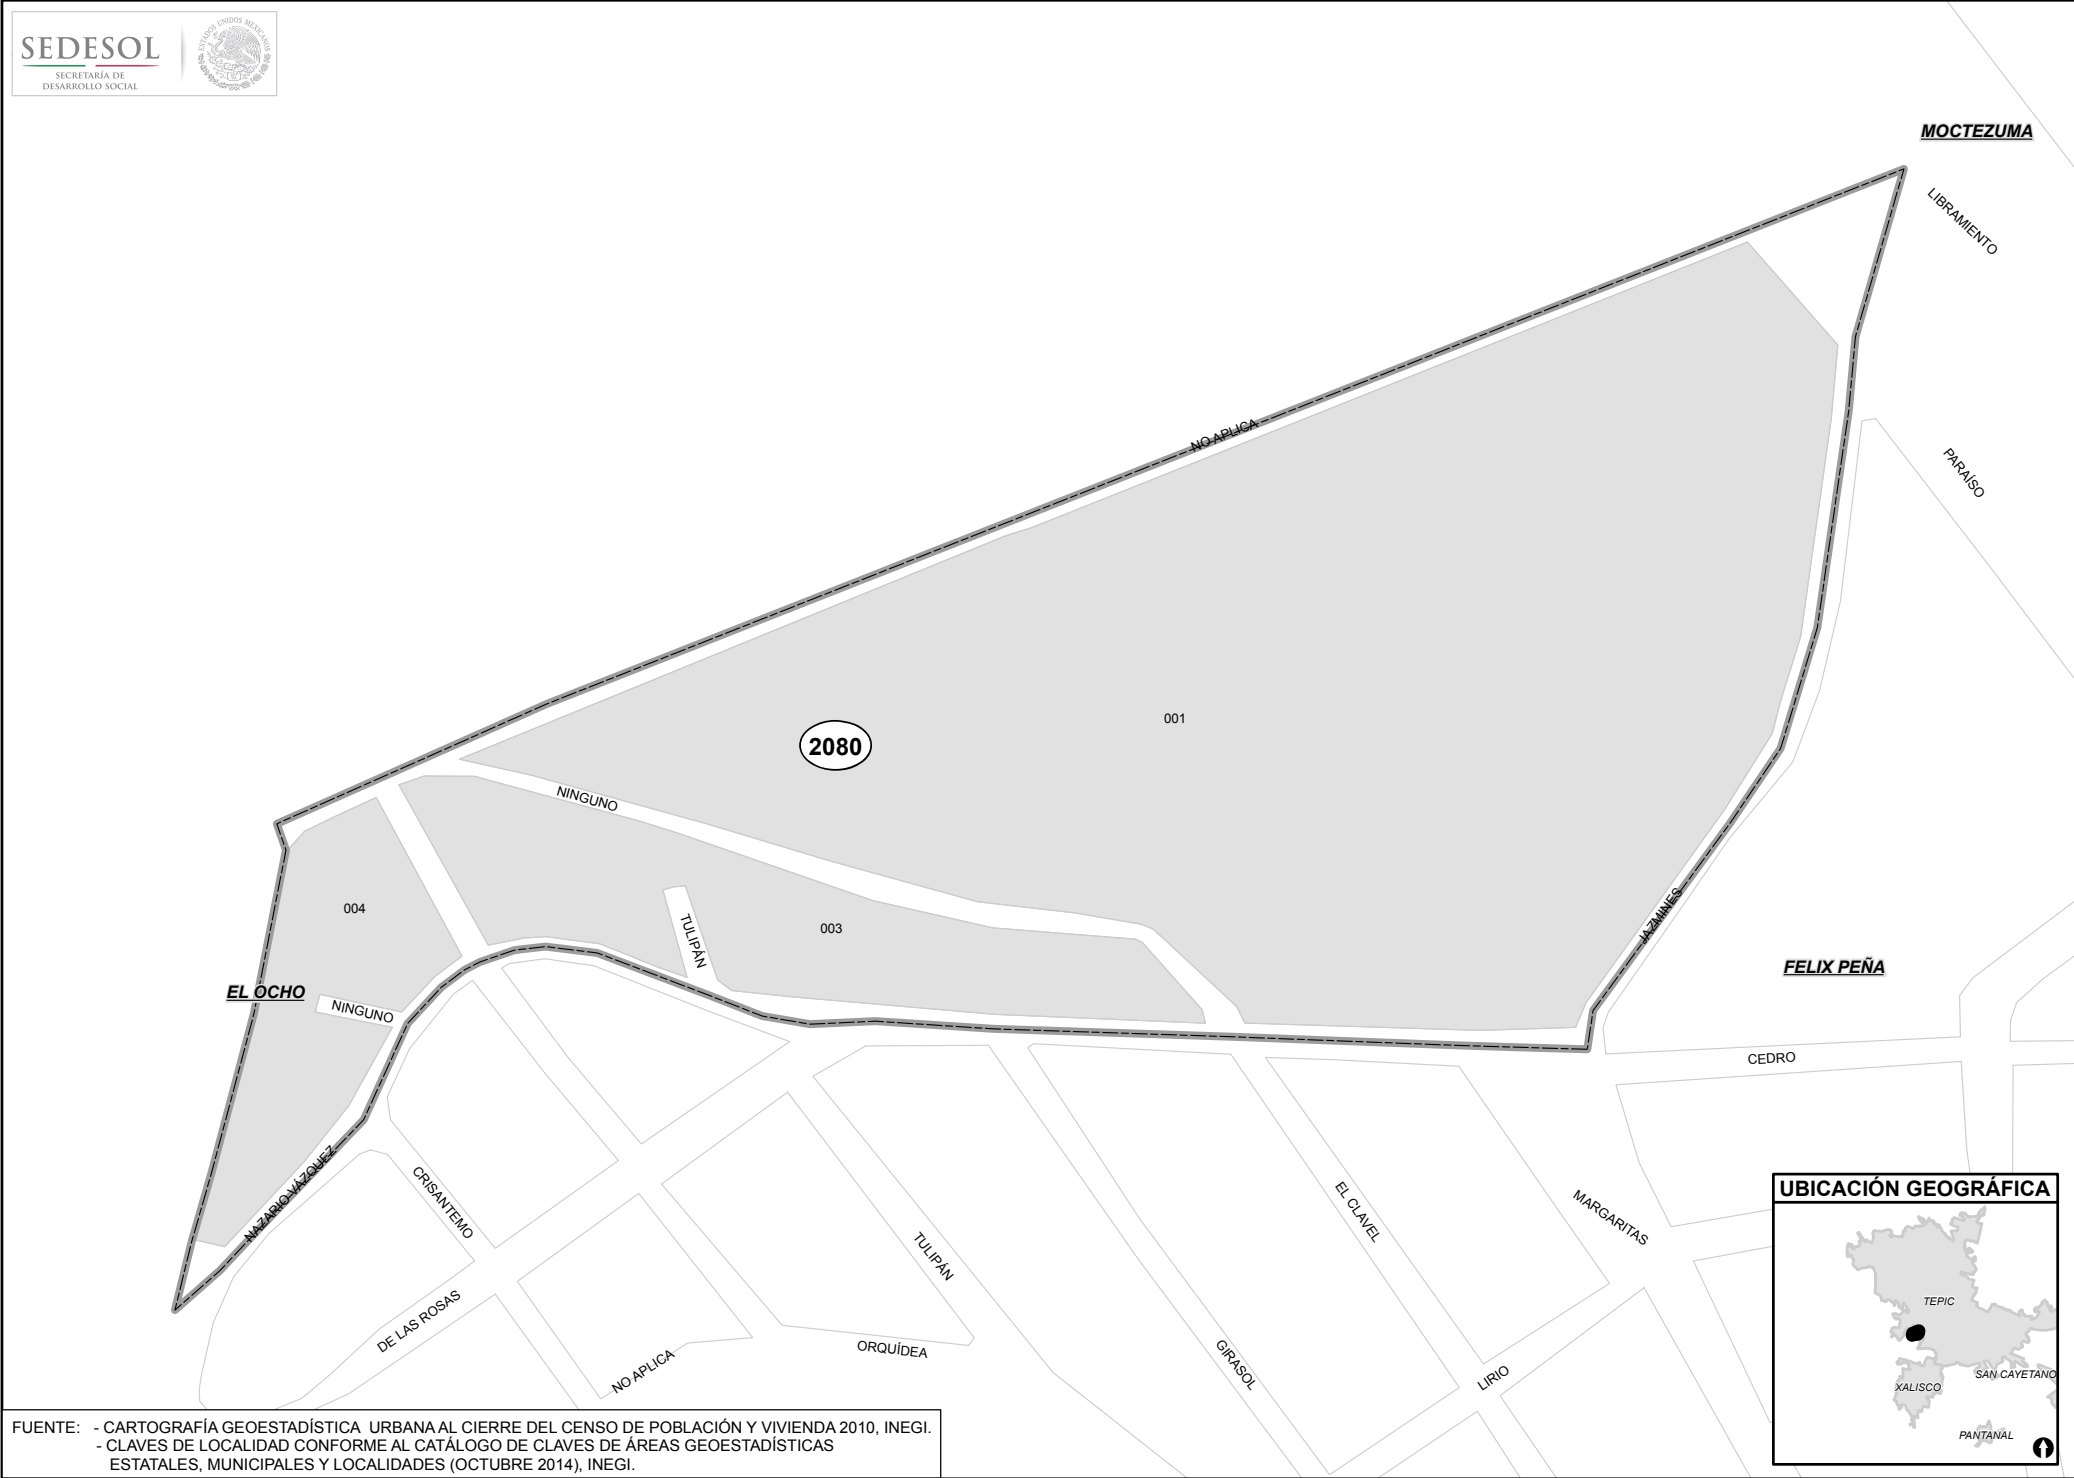 SEDESOL
SECRETARÍA DE
DESARROLLO SOCIAL
ESTADOS UNIDOS MEXICANOS
MOCTEZUMA
LIBRAMIENTO
NO APLICA
PARAÍSO
001
2080
NINGUNO
004
TULIPÁN
003
JAZMINES
FELIX PEÑA
EL OCHO
NINGUNO
CEDRO
NAZARIO VÁZQUEZ
CRISANTEMO
EL CLAVEL
MARGARITAS
TULIPÁN
DE LAS ROSAS
ORQUÍDEA
NO APLICA
GIRASOL
LIRIO
UBICACIÓN GEOGRÁFICA
TEPIC
SAN CAYETANO
XALISCO
PANTANAL
FUENTE: - CARTOGRAFÍA GEOESTADÍSTICA URBANA AL CIERRE DEL CENSO DE POBLACIÓN Y VIVIENDA 2010, INEGI.
- CLAVES DE LOCALIDAD CONFORME AL CATÁLOGO DE CLAVES DE ÁREAS GEOESTADÍSTICAS
ESTATALES, MUNICIPALES Y LOCALIDADES (OCTUBRE 2014), INEGI.